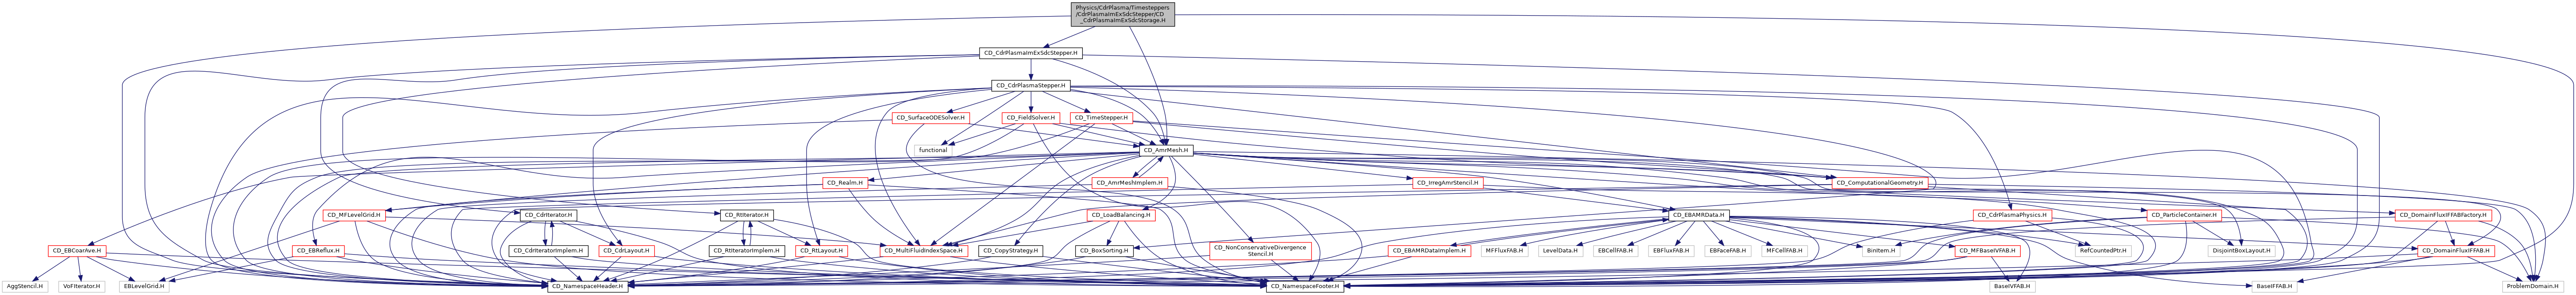 Physics/CdrPlasma/Timesteppers
/CdrPlasmaImExSdcStepper/CD
_CdrPlasmaImExSdcStorage.H
CD_CdrPlasmaImExSdcStepper.H
CD_CdrPlasmaStepper.H
CD_SurfaceODESolver.H
CD_FieldSolver.H
CD_TimeStepper.H
functional
CD_AmrMesh.H
CD_Realm.H
CD_AmrMeshImplem.H
CD_IrregAmrStencil.H
CD_ComputationalGeometry.H
CD_MFLevelGrid.H
CD_CdrIterator.H
CD_RtIterator.H
CD_LoadBalancing.H
CD_EBAMRData.H
CD_CdrPlasmaPhysics.H
CD_ParticleContainer.H
CD_DomainFluxIFFABFactory.H
CD_EBCoarAve.H
CD_EBReflux.H
CD_CdrIteratorImplem.H
CD_CdrLayout.H
CD_RtIteratorImplem.H
CD_RtLayout.H
CD_MultiFluidIndexSpace.H
CD_CopyStrategy.H
CD_BoxSorting.H
CD_NonConservativeDivergence
Stencil.H
CD_EBAMRDataImplem.H
MFFluxFAB.H
LevelData.H
EBCellFAB.H
EBFluxFAB.H
EBFaceFAB.H
MFCellFAB.H
BinItem.H
CD_MFBaseIVFAB.H
RefCountedPtr.H
DisjointBoxLayout.H
CD_DomainFluxIFFAB.H
AggStencil.H
VoFIterator.H
EBLevelGrid.H
CD_NamespaceHeader.H
CD_NamespaceFooter.H
BaseIVFAB.H
BaseIFFAB.H
ProblemDomain.H